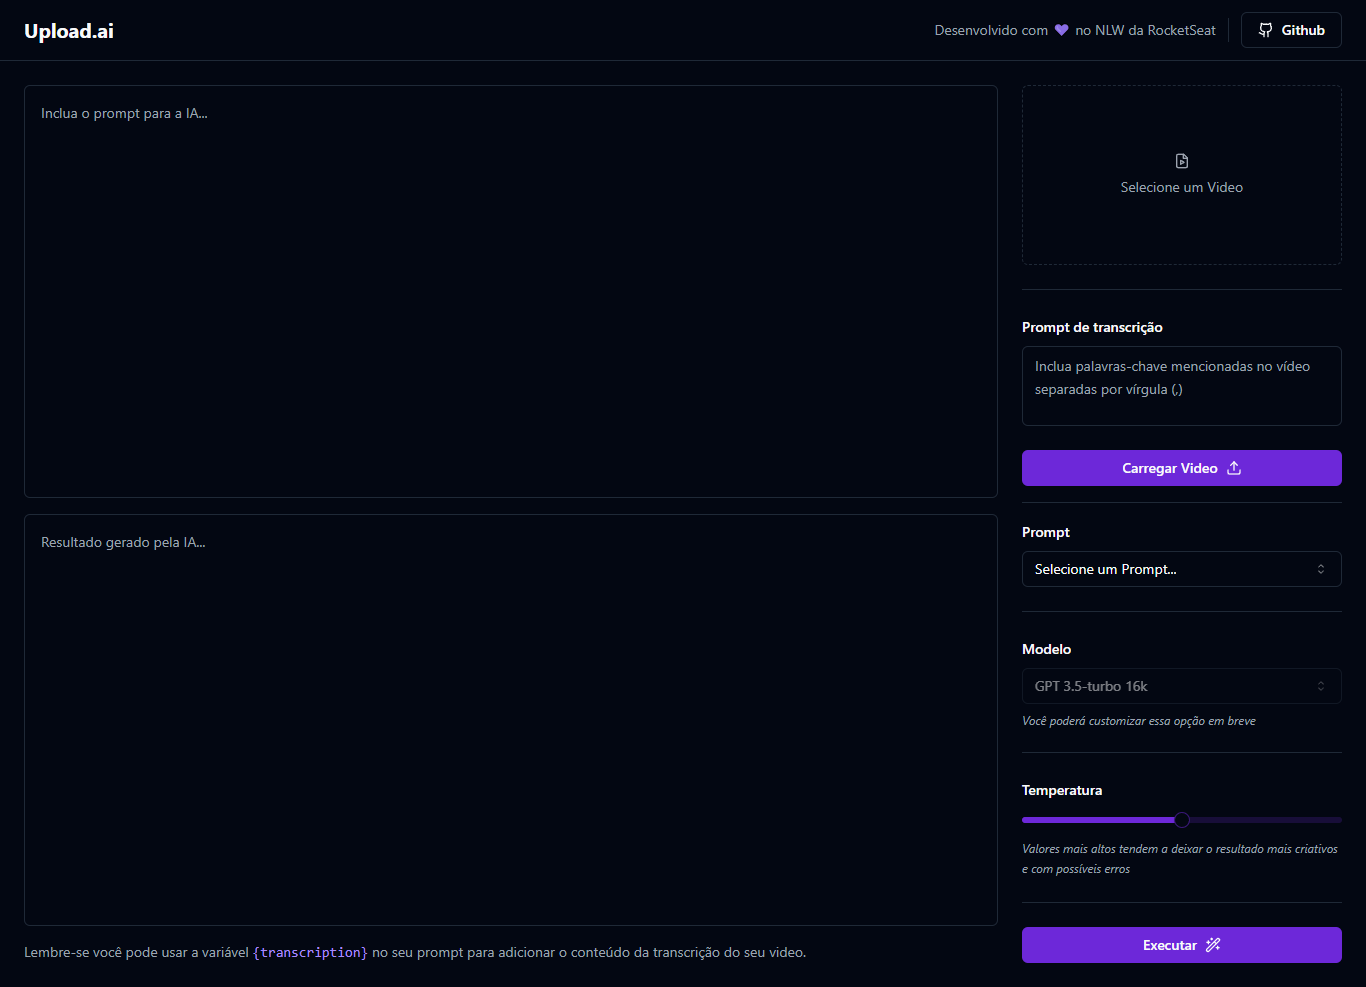 Upload.ai
Desenvolvido com 💜 no NLW da RocketSeat
Github
Inclua o prompt para a IA...
Resultado gerado pela IA...
Lembre-se você pode usar a variável {transcription} no seu prompt para adicionar o conteúdo da transcrição do seu video.
Selecione um Video
Prompt de transcrição
Inclua palavras-chave mencionadas no vídeo
separadas por vírgula (,)
Carregar Video
Prompt
Selecione um Prompt...
Modelo
GPT 3.5-turbo 16k
Você poderá customizar essa opção em breve
Temperatura
Valores mais altos tendem a deixar o resultado mais criativos
e com possíveis erros
Executar